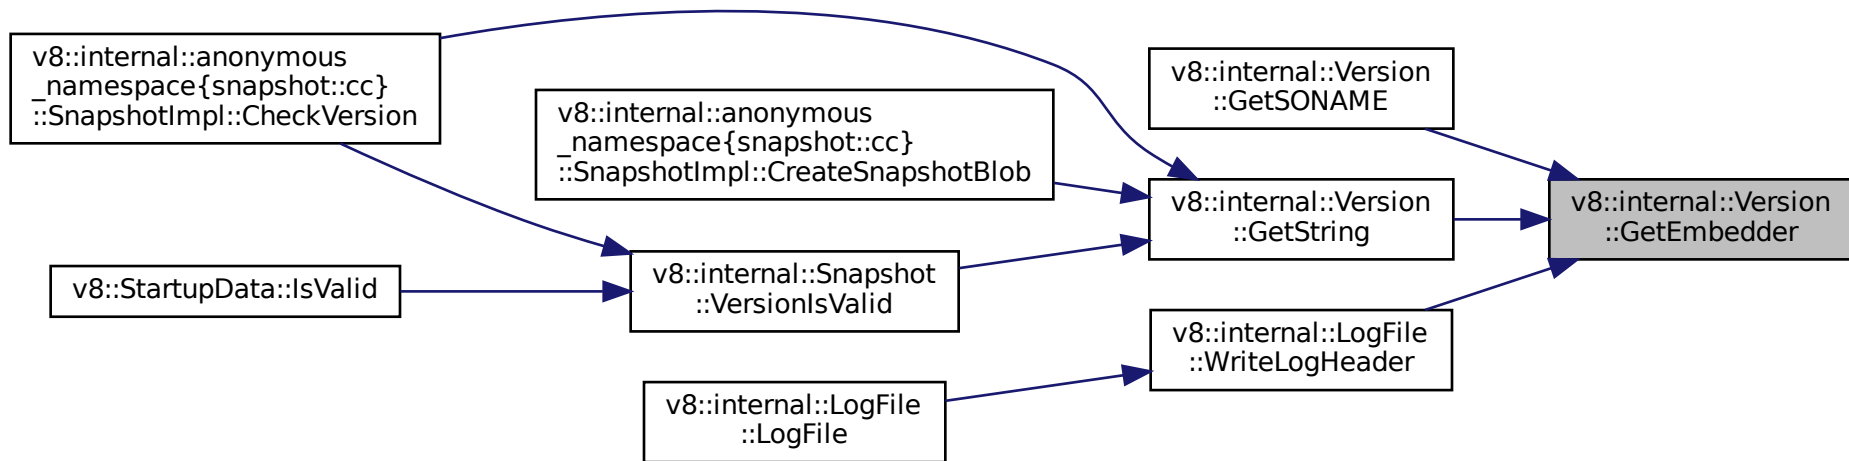 v8::internal::anonymous
_namespace{snapshot::cc}
::SnapshotImpl::CheckVersion
v8::internal::Version
::GetSONAME
v8::internal::anonymous
_namespace{snapshot::cc}
::SnapshotImpl::CreateSnapshotBlob
v8::internal::Version
::GetString
v8::internal::Version
::GetEmbedder
v8::internal::Snapshot
::VersionIsValid
v8::StartupData::IsValid
v8::internal::LogFile
::WriteLogHeader
v8::internal::LogFile
::LogFile